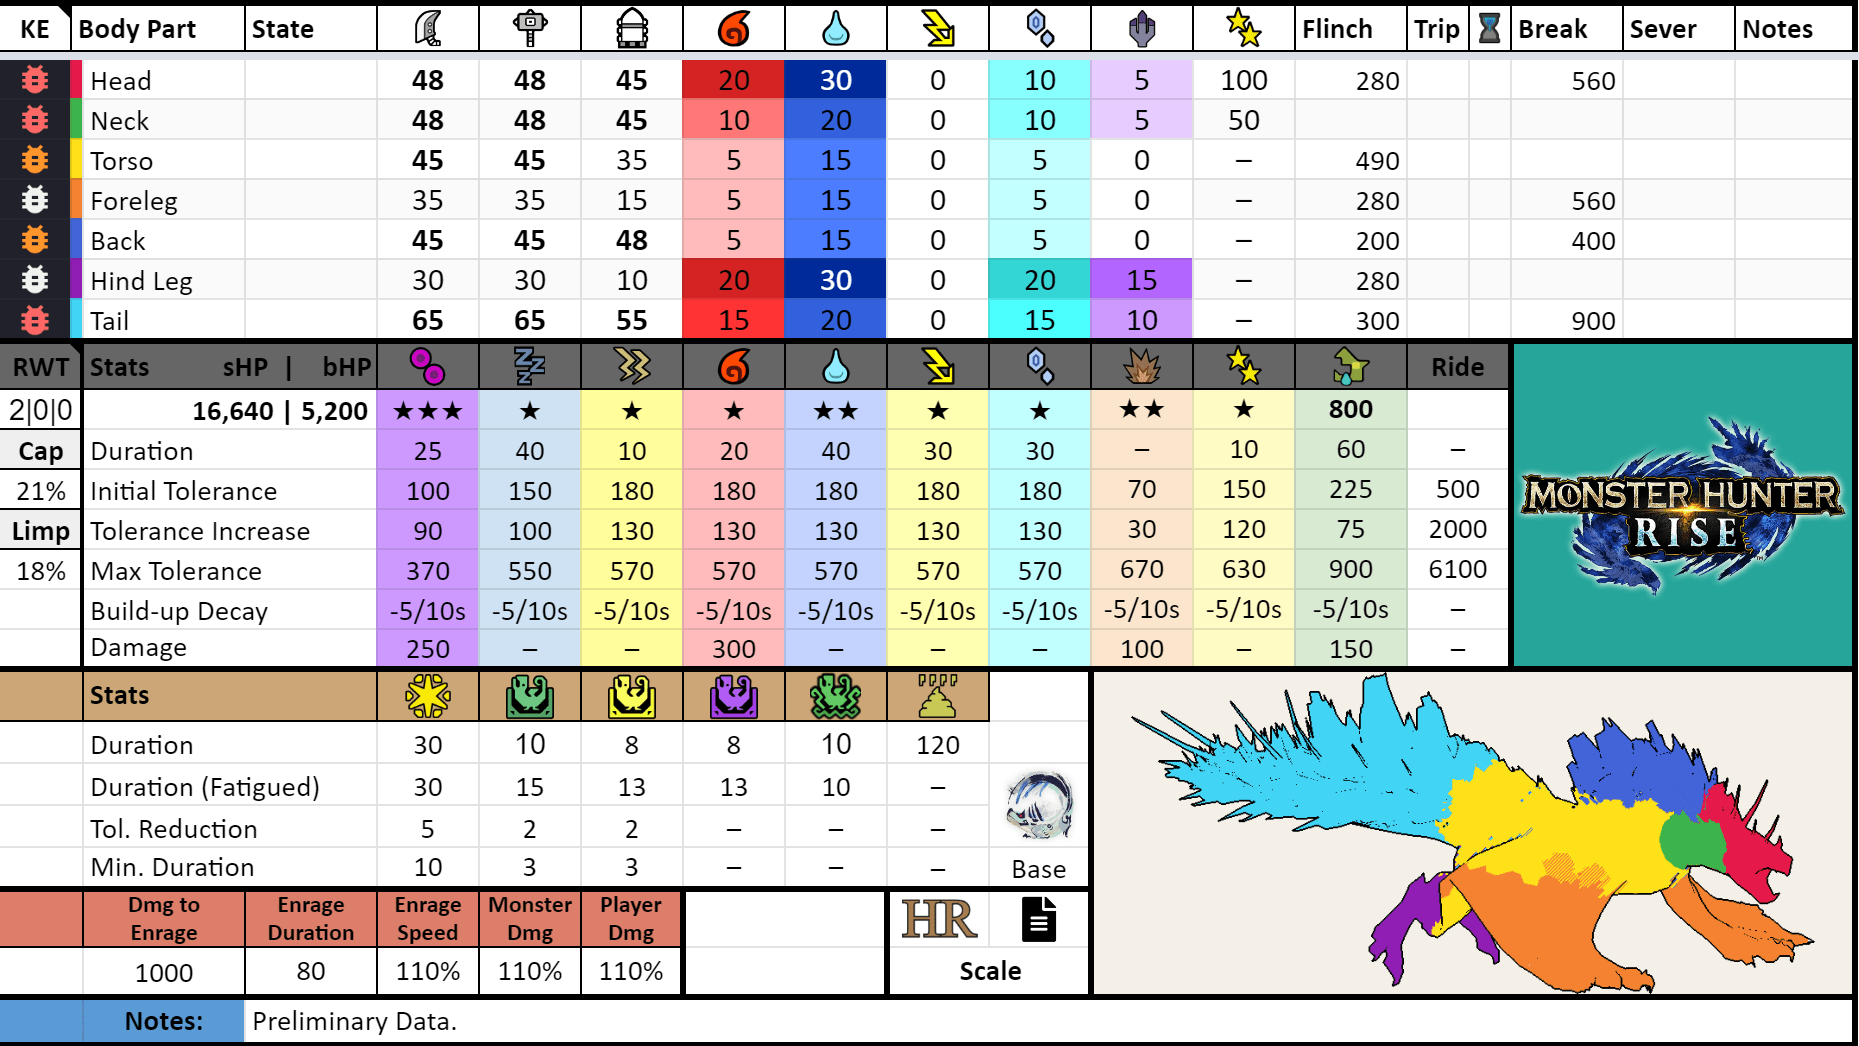 KE Body Part State Flinch Trip Break Sever Notes
Head 48 48 45 20 30 0 10 5 100 280 560
Neck 48 48 45 10 20 0 10 5 50
Torso 45 45 35 5 15 0 5 0 – 490
Foreleg 35 35 15 5 15 0 5 0 – 280 560
Back 45 45 48 5 15 0 5 0 – 200 400
Hind Leg 30 30 10 20 30 0 20 15 – 280
Tail 65 65 55 15 20 0 15 10 – 300 900
RWT Stats sHP | bHP Ride
2|0|0 16,640 | 5,200 ★★★ ★ ★ ★ ★★ ★ ★ ★★ ★ 800
Cap Duration 25 40 10 20 40 30 30 – 10 60 –
21% Initial Tolerance 100 150 180 180 180 180 180 70 150 225 500
Limp Tolerance Increase 90 100 130 130 130 130 130 30 120 75 2000
18% Max Tolerance 370 550 570 570 570 570 570 670 630 900 6100
Build-up Decay -5/10s -5/10s -5/10s -5/10s -5/10s -5/10s -5/10s -5/10s -5/10s -5/10s –
Damage 250 – – 300 – – – 100 – 150 –
MONSTER HUNTER
RISE
Stats
Duration 30 10 8 8 10 120
Duration (Fatigued) 30 15 13 13 10 –
Tol. Reduction 5 2 2 – – –
Min. Duration 10 3 3 – – – Base
Dmg to Enrage Enrage Duration Enrage Speed Monster Dmg Player Dmg HR
1000 80 110% 110% 110% Scale
Notes: Preliminary Data.